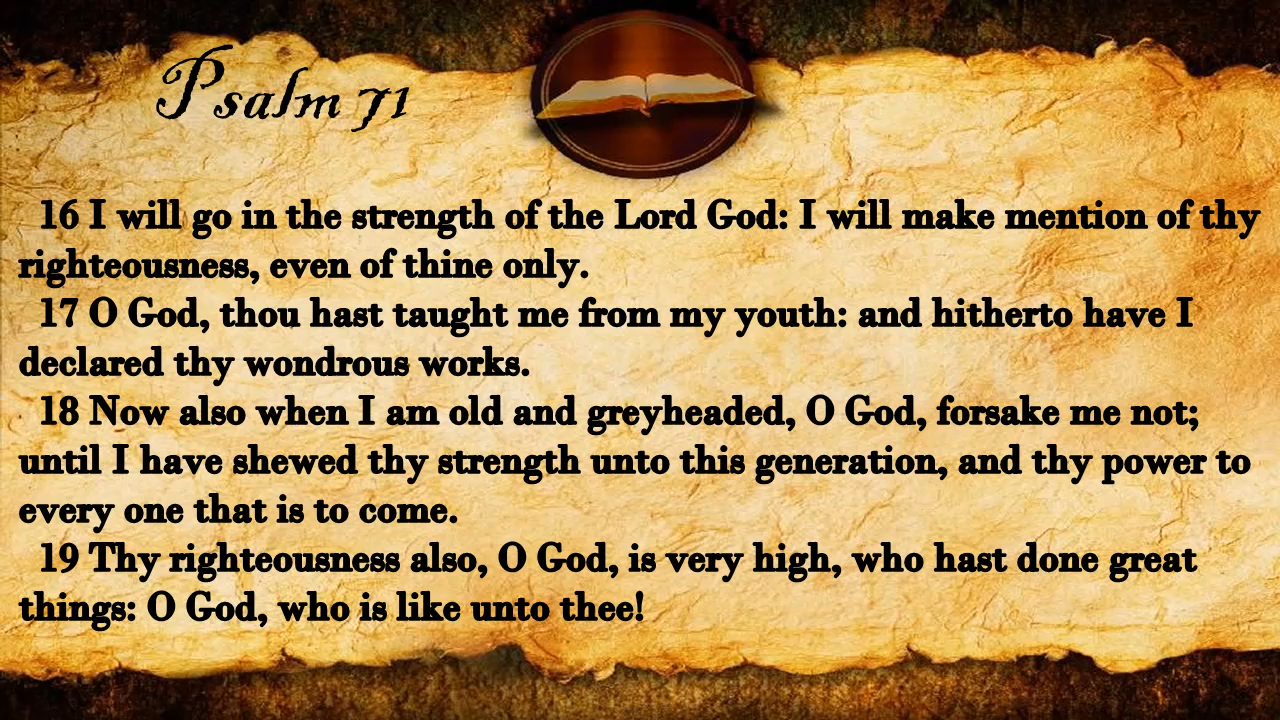 Psalm 71
16 I will go in the strength of the Lord God: I will make mention of thy
righteousness, even of thine only.
17 O God, thou hast taught me from my youth: and hitherto have I
declared thy wondrous works.
18 Now also when I am old and greyheaded, O God, forsake me not;
until I have shewed thy strength unto this generation, and thy power to
every one that is to come.
19 Thy righteousness also, O God, is very high, who hast done great
things: O God, who is like unto thee!